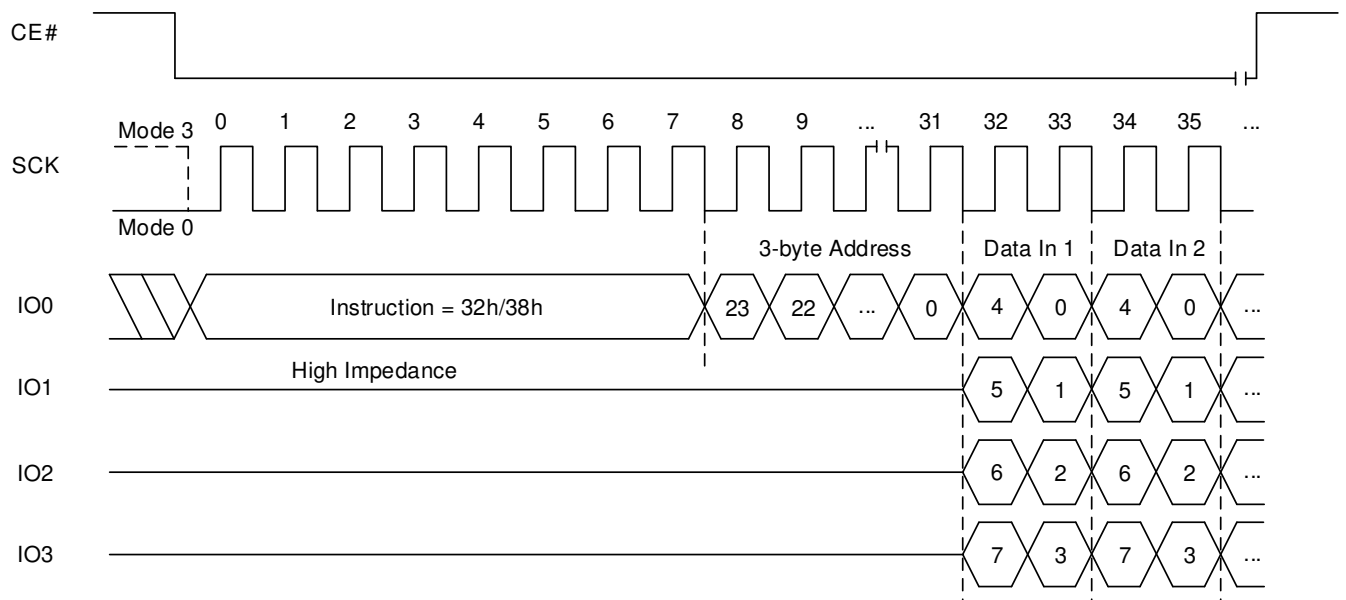 CE#
Mode 3 0 1 2 3 4 5 6 7 8 9 ... 31 32 33 34 35 ...
SCK
Mode 0
3-byte Address Data In 1 Data In 2
IO0 Instruction = 32h/38h 23 22 ... 0 4 0 4 0 ...
High Impedance
IO1 5 1 5 1 ...
IO2 6 2 6 2 ...
IO3 7 3 7 3 ...